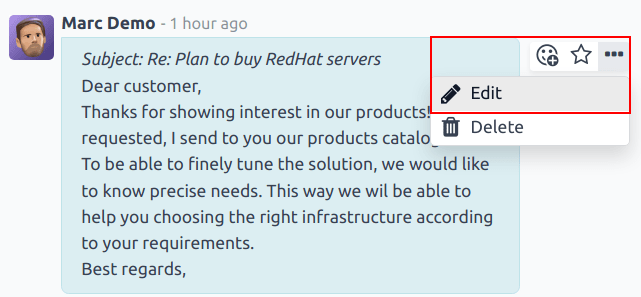 Marc Demo - 1 hour ago
Subject: Re: Plan to buy RedHat servers
Dear customer,
Thanks for showing interest in our products!
Edit
requested, I send to you our products catalog
Delete
To be able to finely tune the solution, we would like
to know precise needs. This way we wil be able to
help you choosing the right infrastructure according
to your requirements.
Best regards,